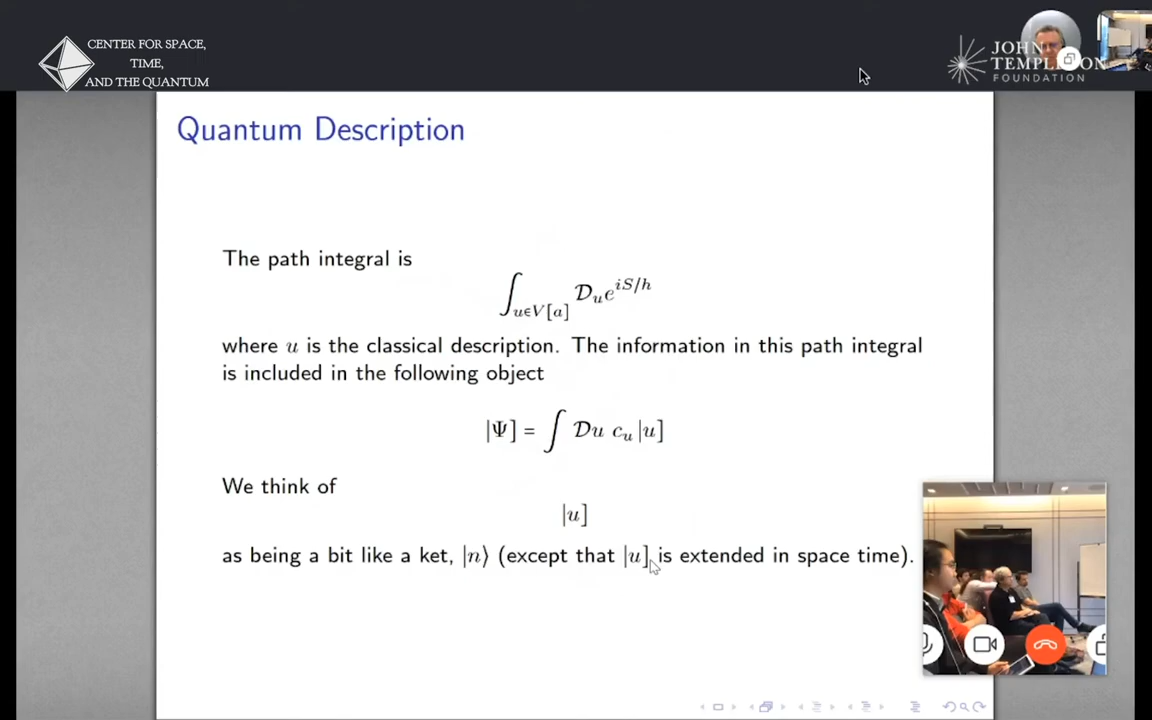 CENTER FOR SPACE,
TIME,
AND THE QUANTUM
JOHN
TEMPLETON
FOUNDATION
Quantum Description
The path integral is
∫_{u∈V[a]} 𝒟_u e^{iS/h}
where u is the classical description. The information in this path integral
is included in the following object
|Ψ] = ∫ 𝒟u c_u |u]
We think of
|u]
as being a bit like a ket, |n⟩ (except that |u] is extended in space time).